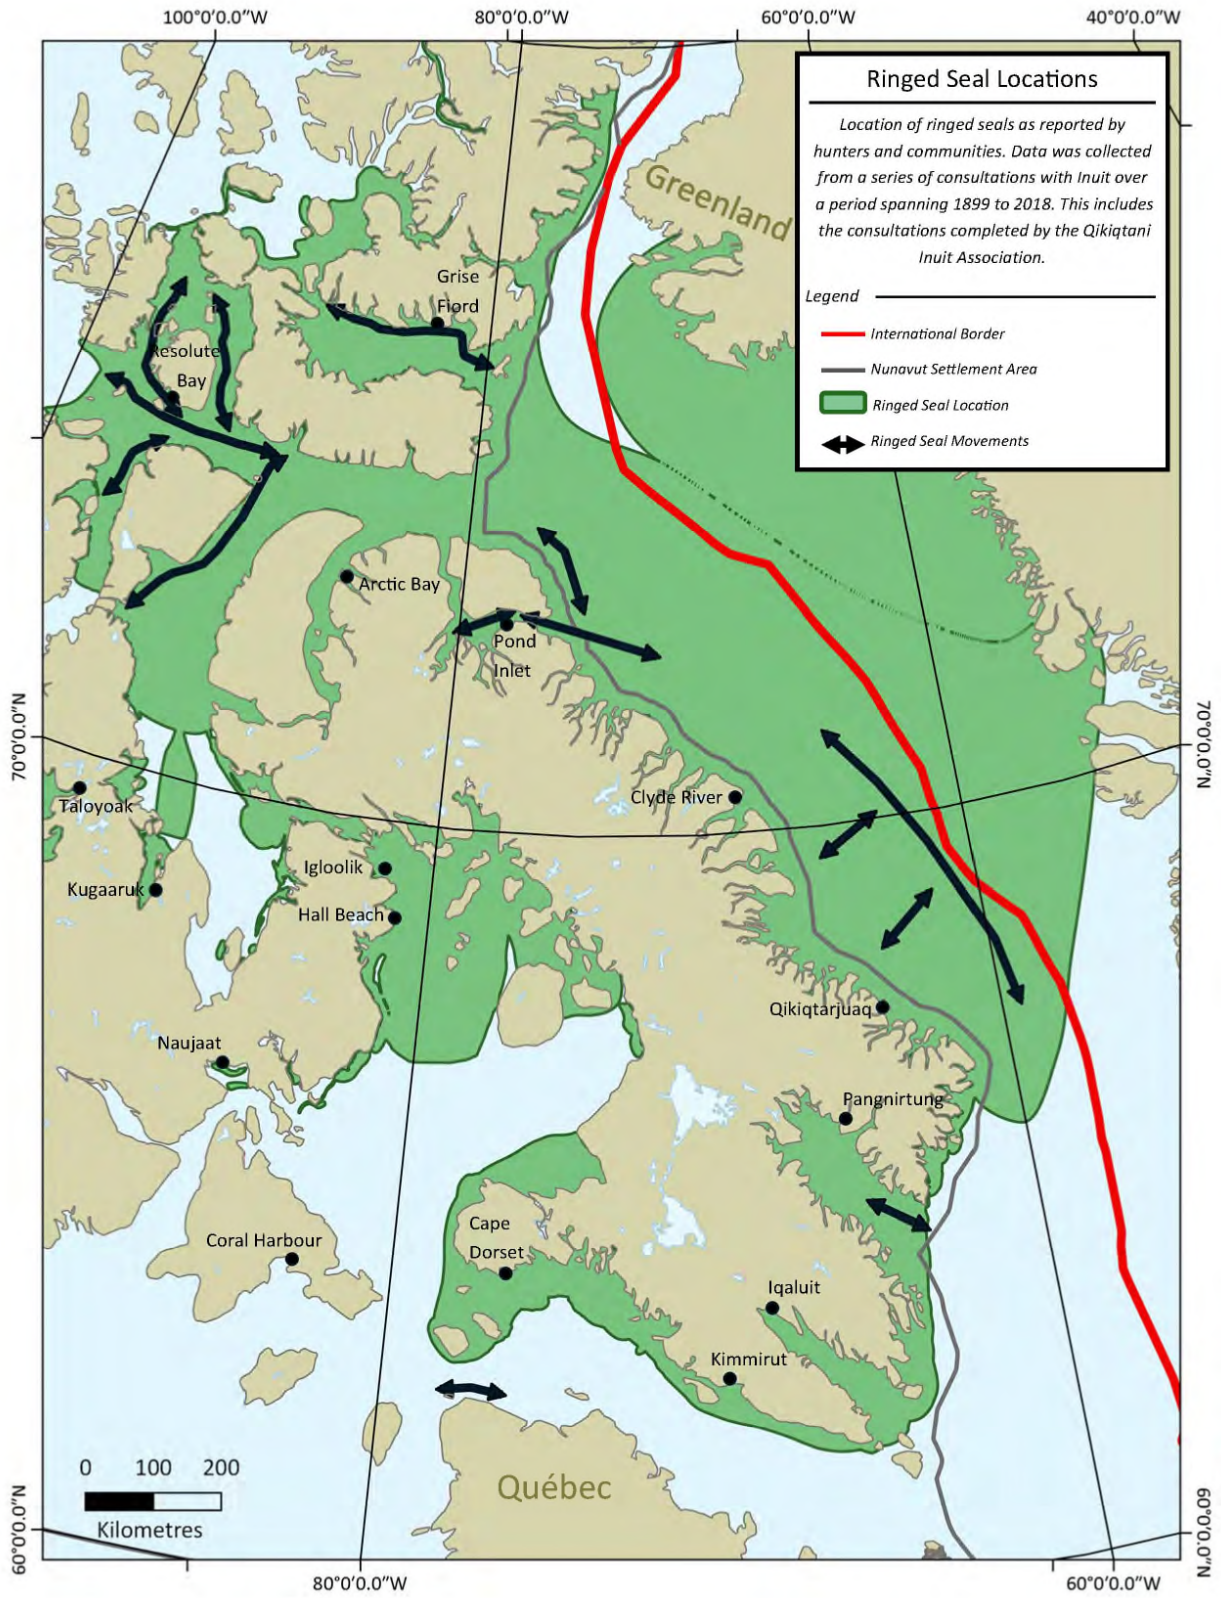 100°0'0.0"W
80°0'0.0"W
60°0'0.0"W
40°0'0.0"W
Ringed Seal Locations
Location of ringed seals as reported by
hunters and communities. Data was collected
from a series of consultations with Inuit over
a period spanning 1899 to 2018. This includes
the consultations completed by the Qikiqtani
Inuit Association.
Legend
International Border
Nunavut Settlement Area
Ringed Seal Location
Ringed Seal Movements
Greenland
Grise
Fiord
Resolute
Bay
Arctic Bay
Pond
Inlet
70°0'0.0"N
70°0'0.0"N
Taloyoak
Clyde River
Igloolik
Kugaaruk
Hall Beach
Qikiqtarjuaq
Naujaat
Pangnirtung
Cape
Dorset
Coral Harbour
Iqaluit
Kimmirut
0 100 200
Kilometres
Québec
60°0'0.0"N
60°0'0.0"N
80°0'0.0"W
60°0'0.0"W